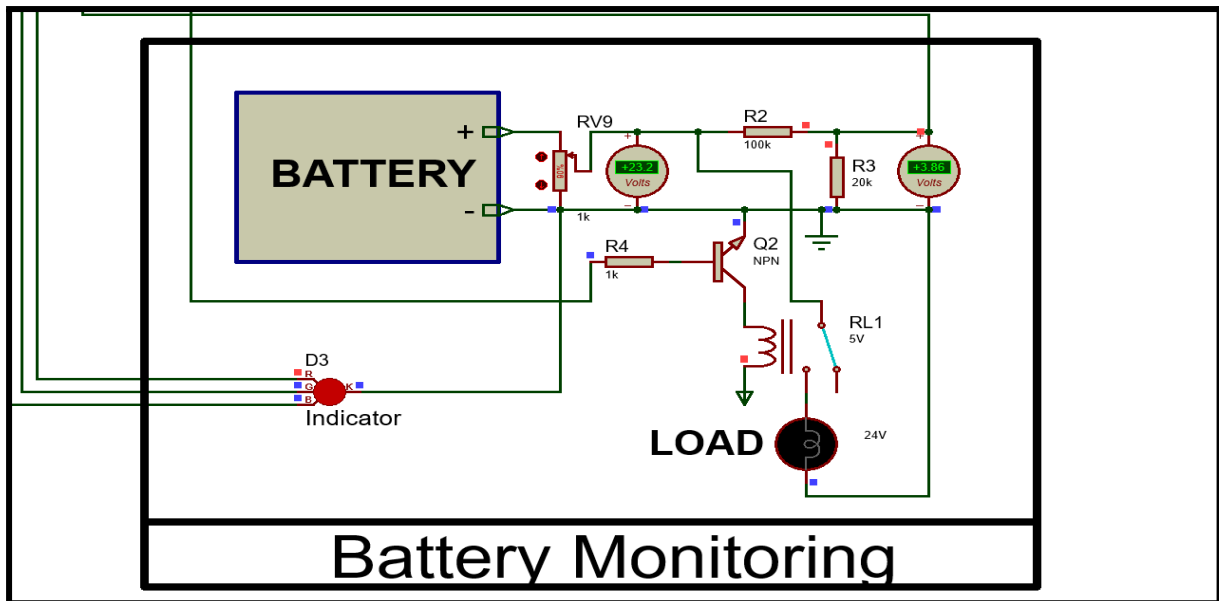 BATTERY
+
-
RV9
90%
1k
+
+23.2
Volts
−
R2
100k
R3
20k
+
+3.86
Volts
−
R4
1k
Q2
NPN
RL1
5V
D3
R
G
B
K
Indicator
LOAD
24V
Battery Monitoring